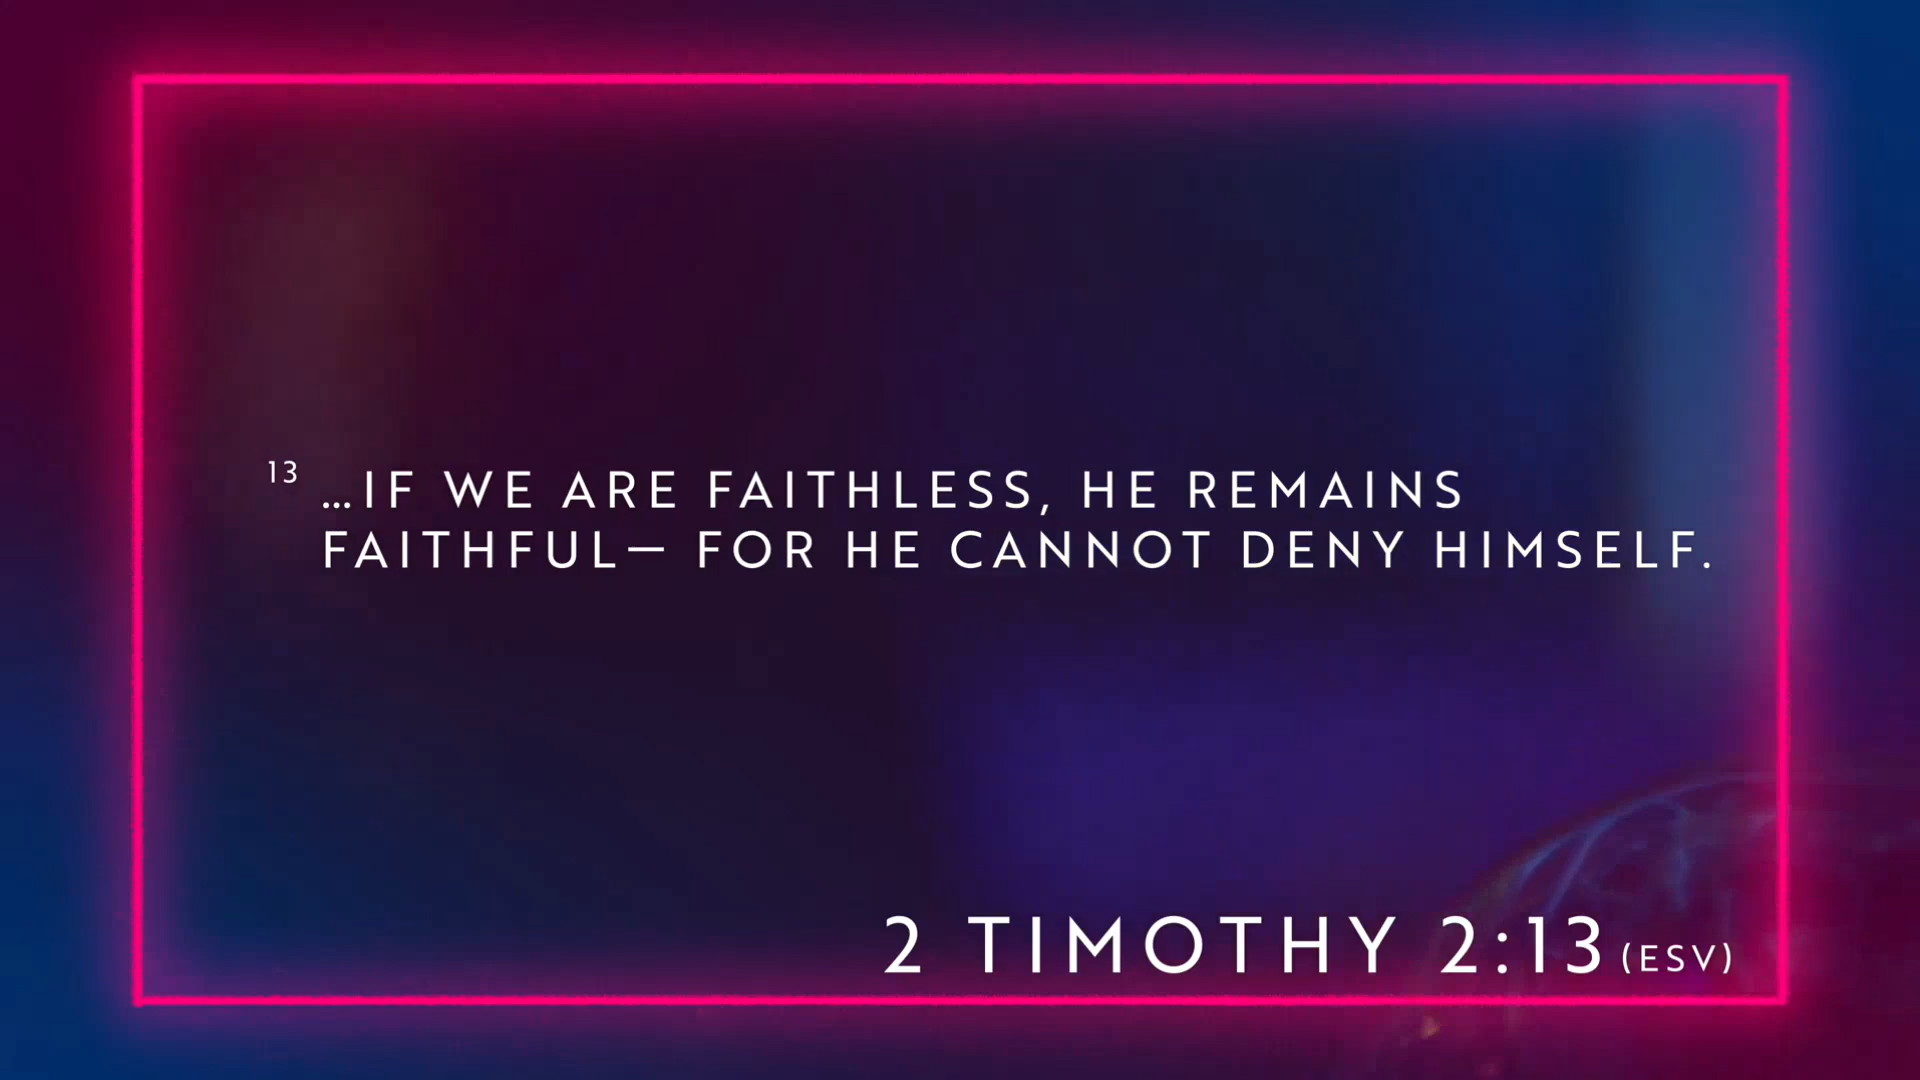 13 …IF WE ARE FAITHLESS, HE REMAINS
FAITHFUL— FOR HE CANNOT DENY HIMSELF.
2 TIMOTHY 2:13 (ESV)